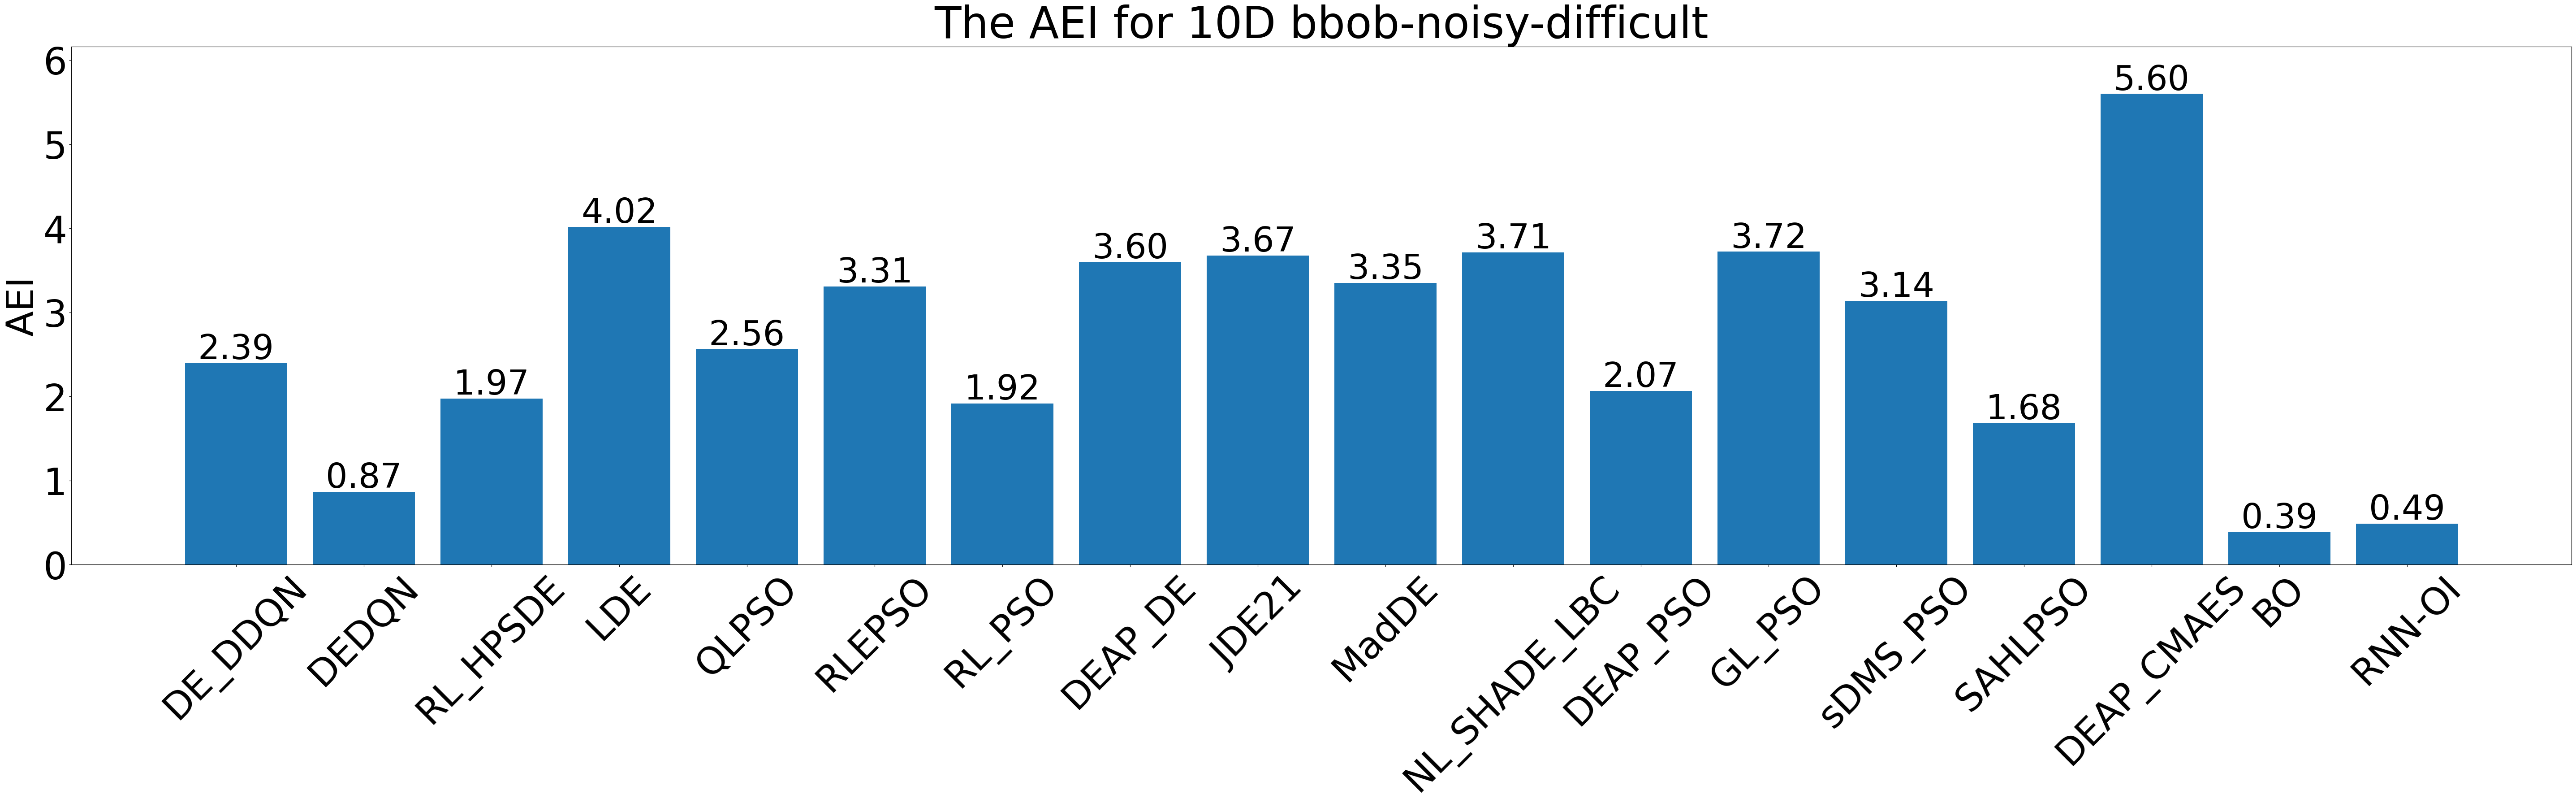 The AEI for 10D bbob-noisy-difficult
AEI
6
5
4
3
2
1
0
2.39
0.87
1.97
4.02
2.56
3.31
1.92
3.60
3.67
3.35
3.71
2.07
3.72
3.14
1.68
5.60
0.39
0.49
DE_DDQN
DEDQN
RL_HPSDE
LDE
QLPSO
RLEPSO
RL_PSO
DEAP_DE
JDE21
MadDE
NL_SHADE_LBC
DEAP_PSO
GL_PSO
sDMS_PSO
SAHLPSO
DEAP_CMAES
BO
RNN-OI